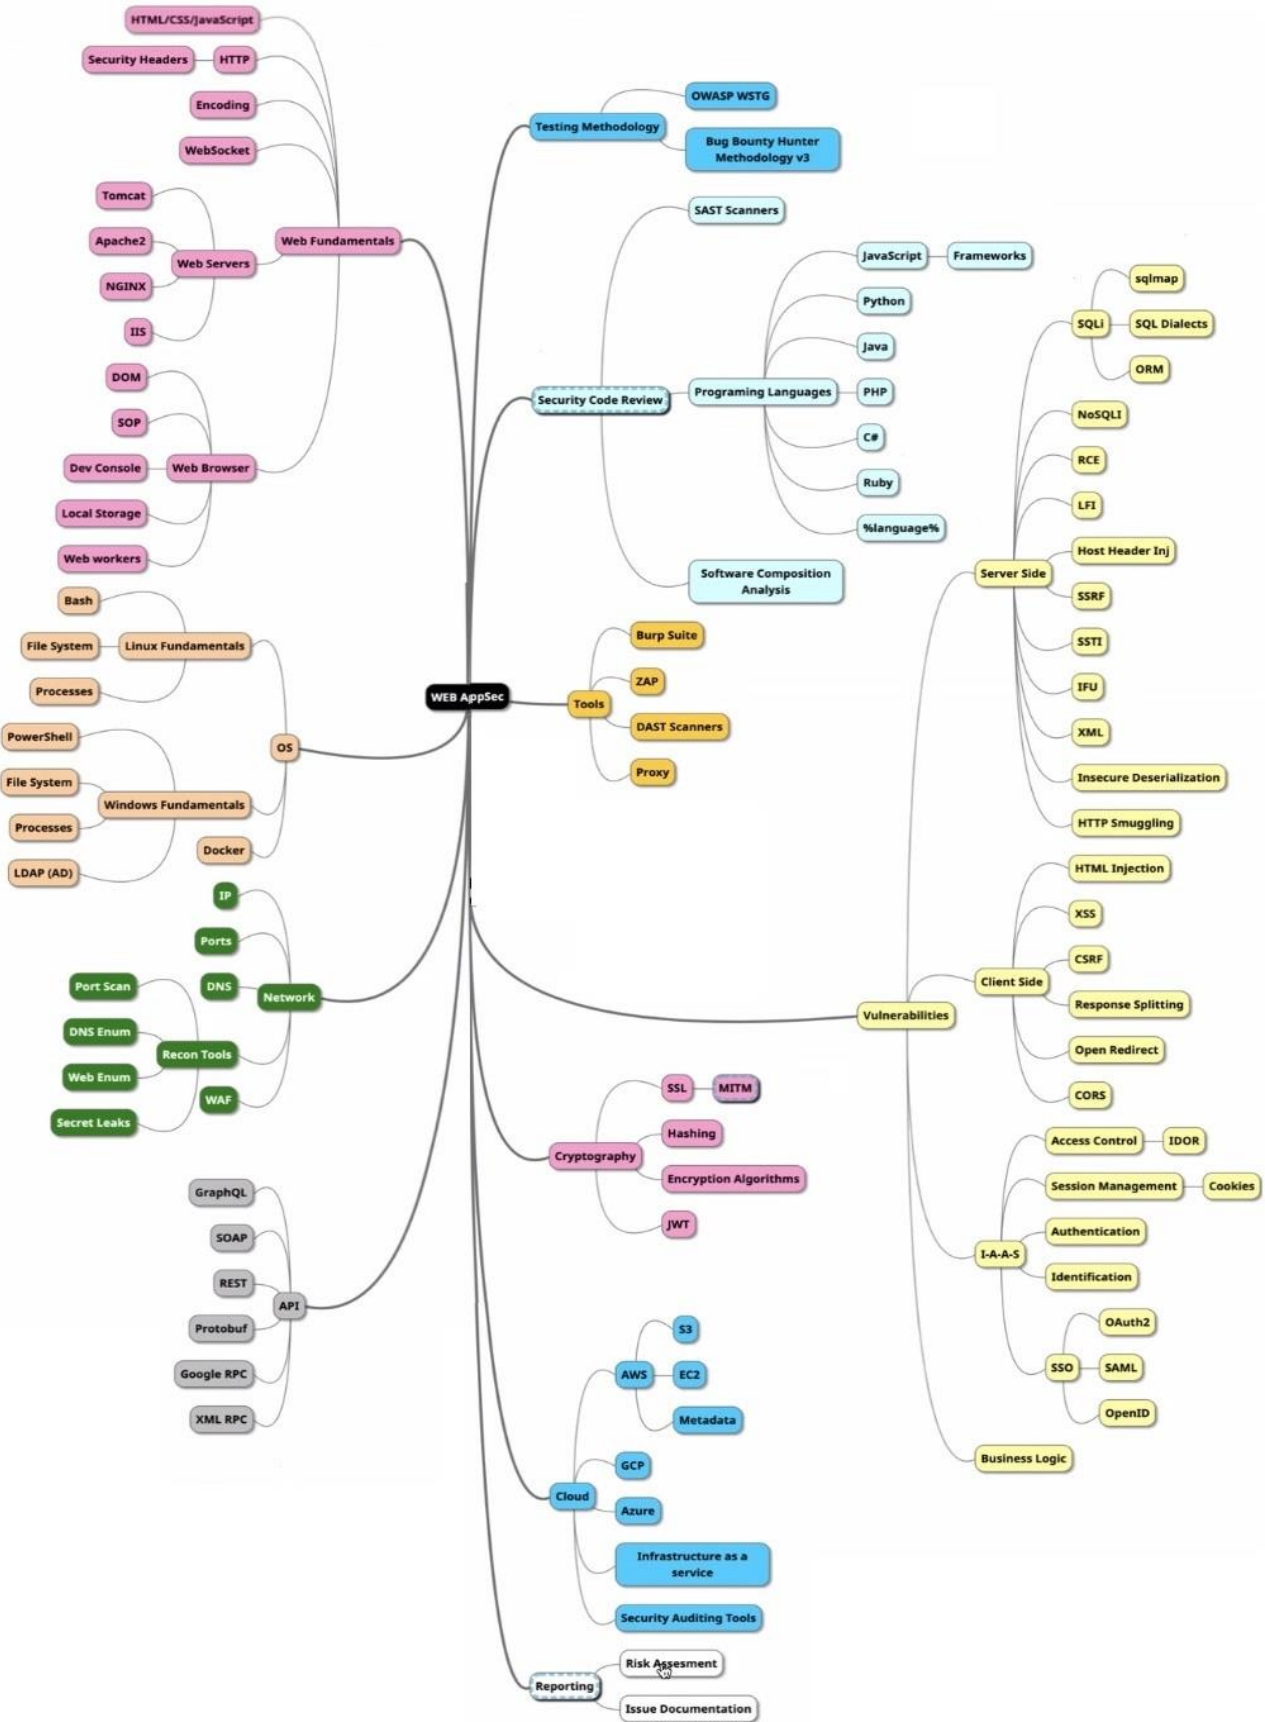 HTML/CSS/JavaScript
Security Headers
HTTP
Encoding
WebSocket
Tomcat
Apache2
NGINX
IIS
Web Servers
Web Fundamentals
DOM
SOP
Dev Console
Local Storage
Web workers
Web Browser
Bash
File System
Processes
Linux Fundamentals
PowerShell
File System
Processes
LDAP (AD)
Windows Fundamentals
Docker
OS
IP
Ports
DNS
Network
Port Scan
DNS Enum
Web Enum
Secret Leaks
Recon Tools
WAF
GraphQL
SOAP
REST
Protobuf
Google RPC
XML RPC
API
WEB AppSec
Testing Methodology
OWASP WSTG
Bug Bounty Hunter
Methodology v3
Security Code Review
SAST Scanners
Programing Languages
JavaScript
Frameworks
Python
Java
PHP
C#
Ruby
%language%
Software Composition
Analysis
Tools
Burp Suite
ZAP
DAST Scanners
Proxy
Vulnerabilities
Server Side
SQLi
sqlmap
SQL Dialects
ORM
NoSQLI
RCE
LFI
Host Header Inj
SSRF
SSTI
IFU
XML
Insecure Deserialization
HTTP Smuggling
Client Side
HTML Injection
XSS
CSRF
Response Splitting
Open Redirect
CORS
I-A-A-S
Access Control
IDOR
Session Management
Cookies
Authentication
Identification
SSO
OAuth2
SAML
OpenID
Business Logic
Cryptography
SSL
MITM
Hashing
Encryption Algorithms
JWT
Cloud
AWS
S3
EC2
Metadata
GCP
Azure
Infrastructure as a
service
Security Auditing Tools
Reporting
Risk Assesment
Issue Documentation